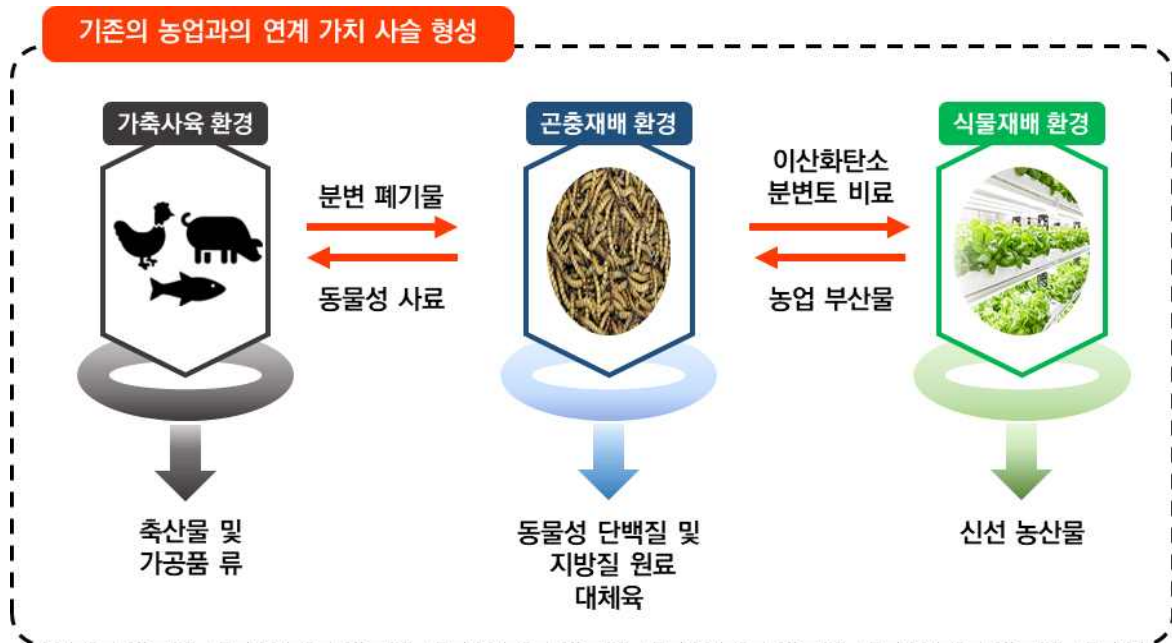 기존의 농업과의 연계 가치 사슬 형성
가축사육 환경
곤충재배 환경
식물재배 환경
분변 폐기물
동물성 사료
이산화탄소
분변토 비료
농업 부산물
축산물 및
가공품 류
동물성 단백질 및
지방질 원료
대체육
신선 농산물